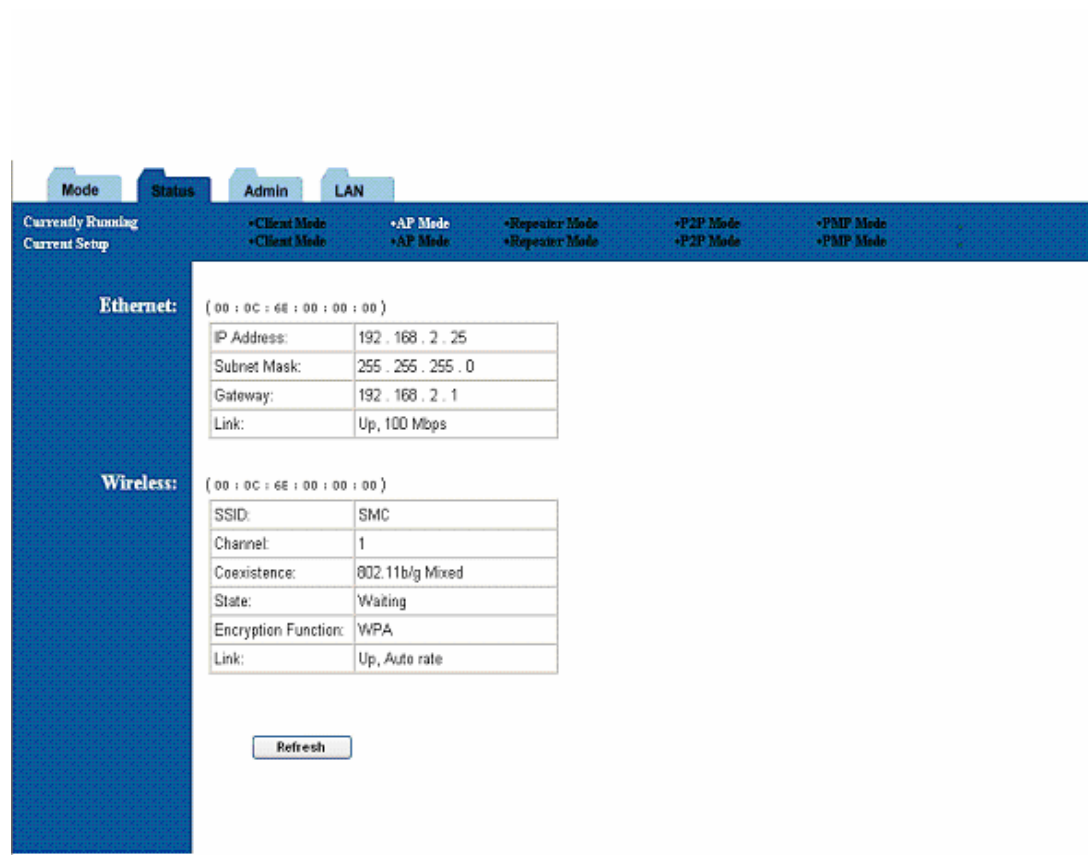 Mode Status Admin LAN
Currently Running •Client Mode •AP Mode •Repeater Mode •P2P Mode •PMP Mode
Current Setup •Client Mode •AP Mode •Repeater Mode •P2P Mode •PMP Mode
Ethernet: ( 00 : 0C : 6E : 00 : 00 : 00 )
IP Address: 192 . 168 . 2 . 25
Subnet Mask: 255 . 255 . 255 . 0
Gateway: 192 . 168 . 2 . 1
Link: Up, 100 Mbps
Wireless: ( 00 : 0C : 6E : 00 : 00 : 00 )
SSID: SMC
Channel: 1
Coexistence: 802.11b/g Mixed
State: Waiting
Encryption Function: WPA
Link: Up, Auto rate
Refresh